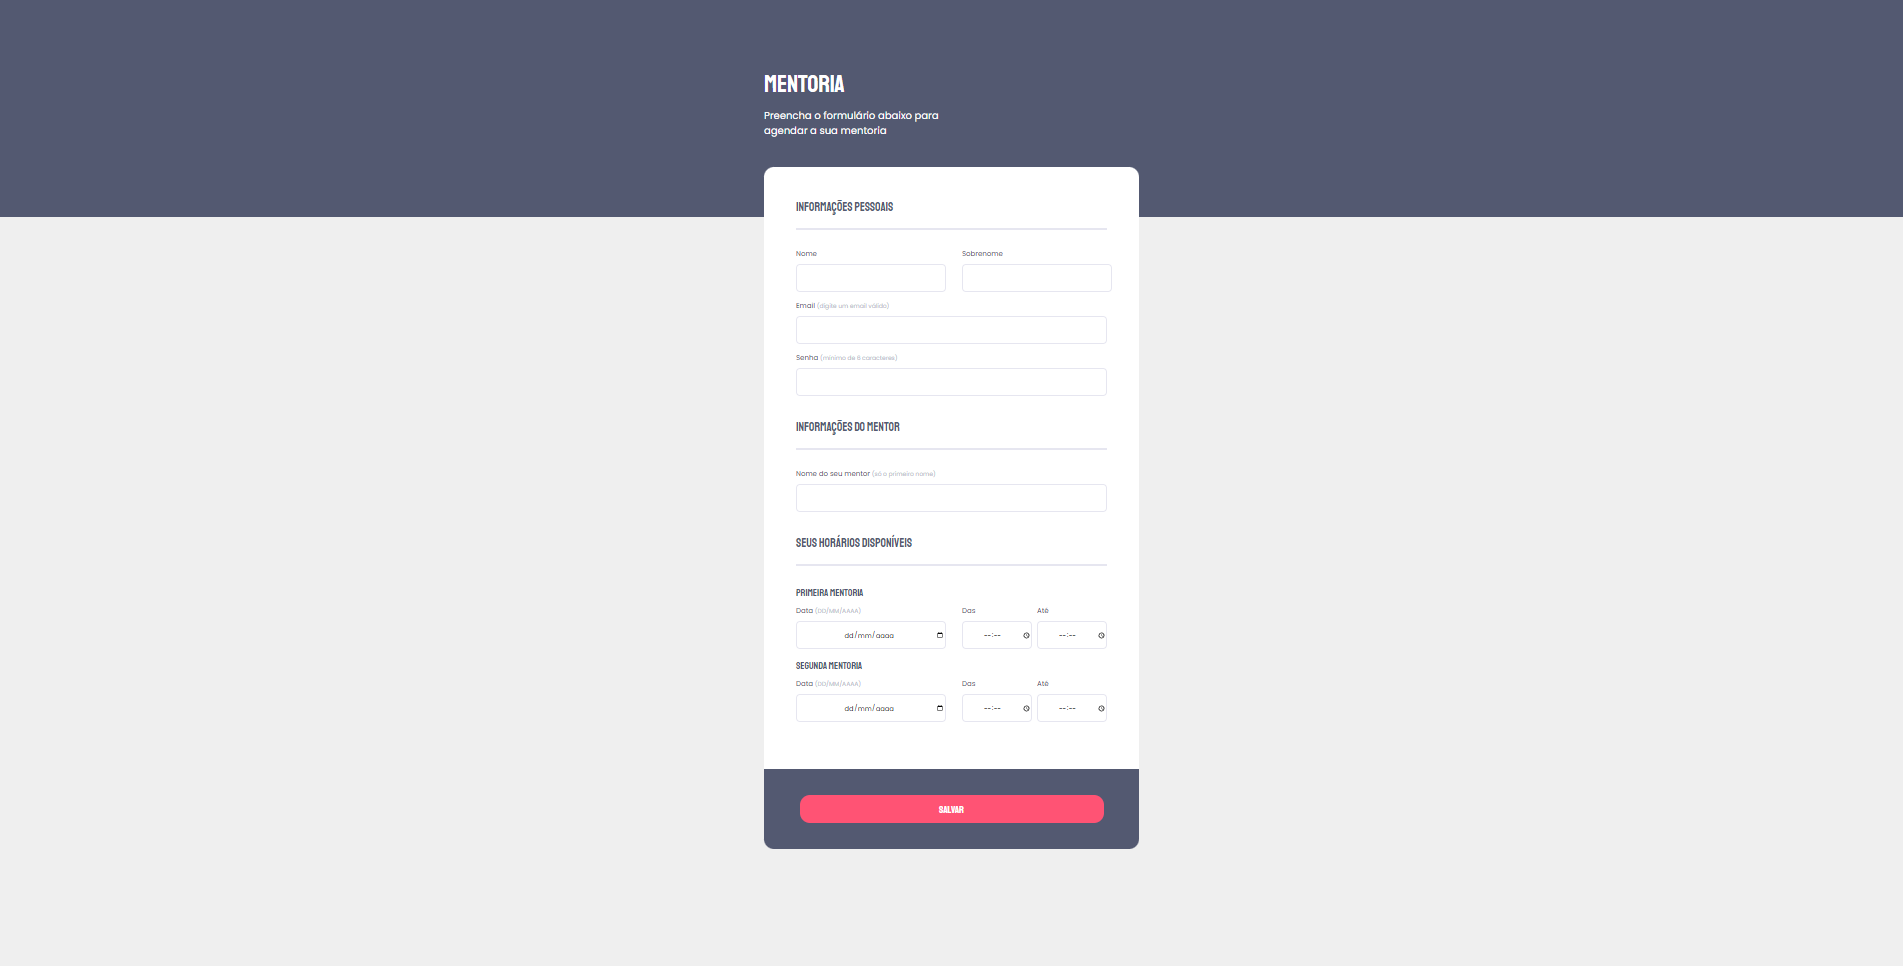 MENTORIA
Preencha o formulário abaixo para
agendar a sua mentoria
INFORMAÇÕES PESSOAIS
Nome Sobrenome
Email (digite um email válido)
Senha (mínimo de 6 caracteres)
INFORMAÇÕES DO MENTOR
Nome do seu mentor (só o primeiro nome)
SEUS HORÁRIOS DISPONÍVEIS
PRIMEIRA MENTORIA
Data (DD/MM/AAAA) Das Até
dd/mm/aaaa --:-- --:--
SEGUNDA MENTORIA
Data (DD/MM/AAAA) Das Até
dd/mm/aaaa --:-- --:--
SALVAR